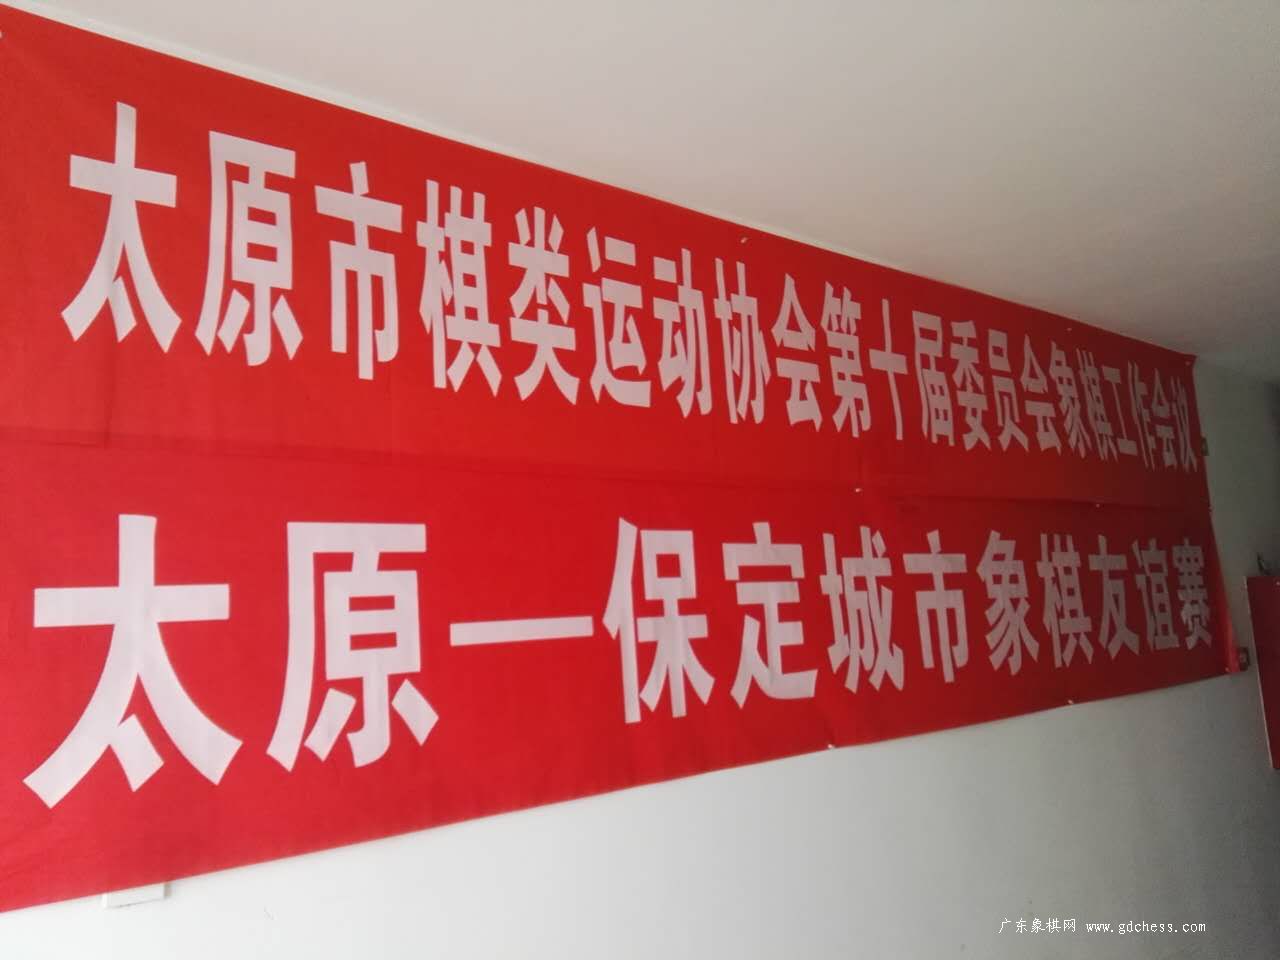 太原市棋类运动协会第十届委员会象棋工作会议
太原—保定城市象棋友谊赛
广东象棋网 www.gdchess.com